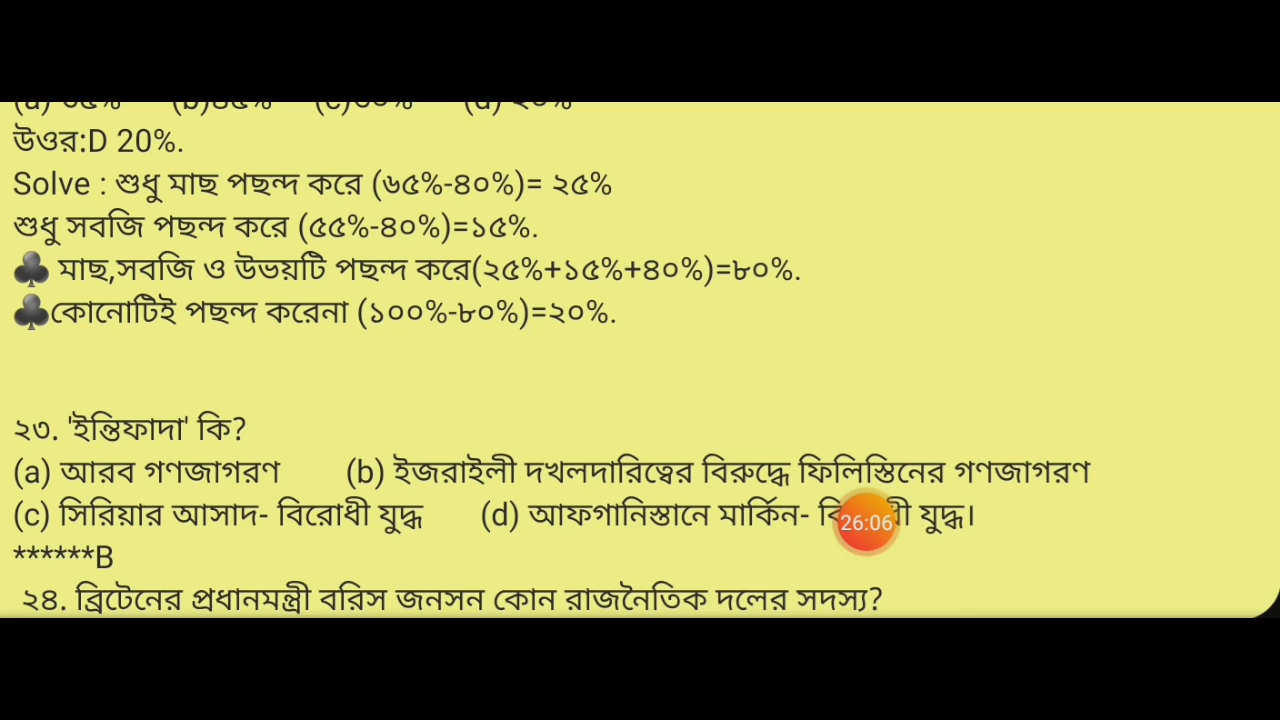 উওর:D 20%.
Solve : শুধু মাছ পছন্দ করে (৬৫%-৪০%)= ২৫%
শুধু সবজি পছন্দ করে (৫৫%-৪০%)=১৫%.
♣ মাছ,সবজি ও উভয়টি পছন্দ করে(২৫%+১৫%+৪০%)=৮০%.
♣কোনোটিই পছন্দ করেনা (১০০%-৮০%)=২০%.
২৩. 'ইন্তিফাদা' কি?
(a) আরব গণজাগরণ (b) ইজরাইলী দখলদারিত্বের বিরুদ্ধে ফিলিস্তিনের গণজাগরণ
(c) সিরিয়ার আসাদ- বিরোধী যুদ্ধ (d) আফগানিস্তানে মার্কিন- যুদ্ধ।
26:06
******B
২৪. ব্রিটেনের প্রধানমন্ত্রী বরিস জনসন কোন রাজনৈতিক দলের সদস্য?